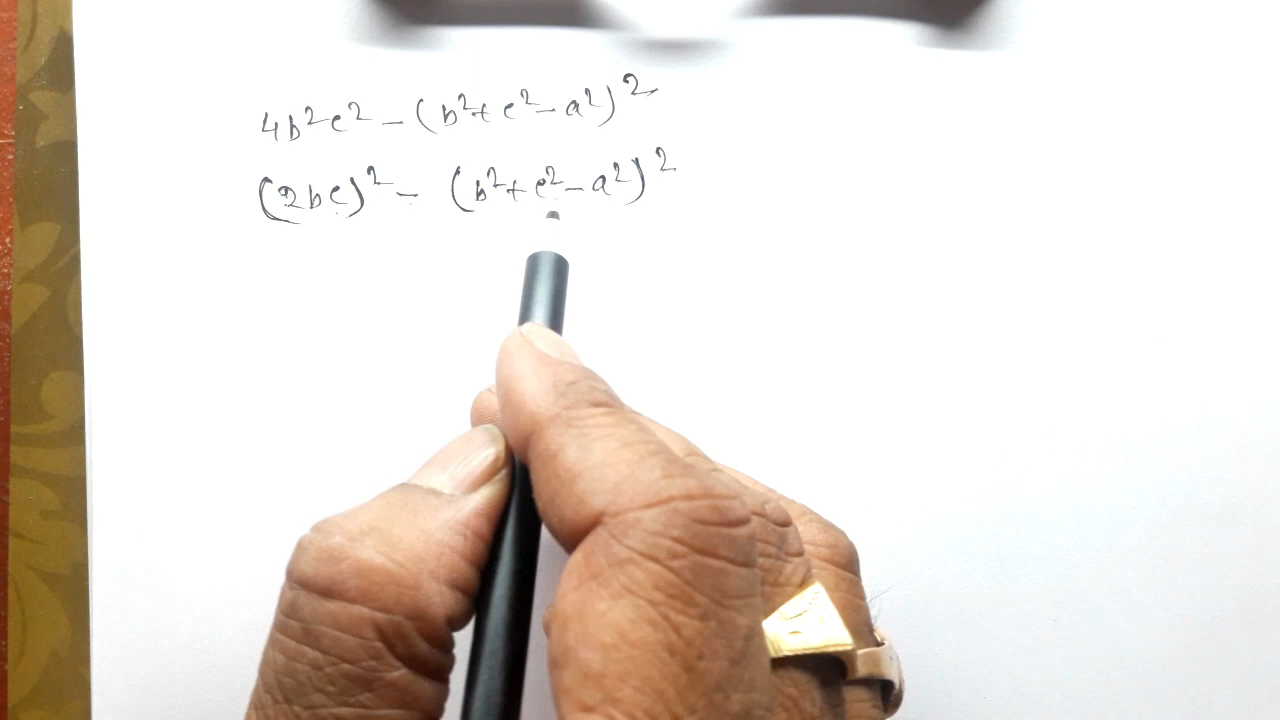 4b²c² - (b² + c² - a²)²
(2bc)² - (b² + c² - a²)²